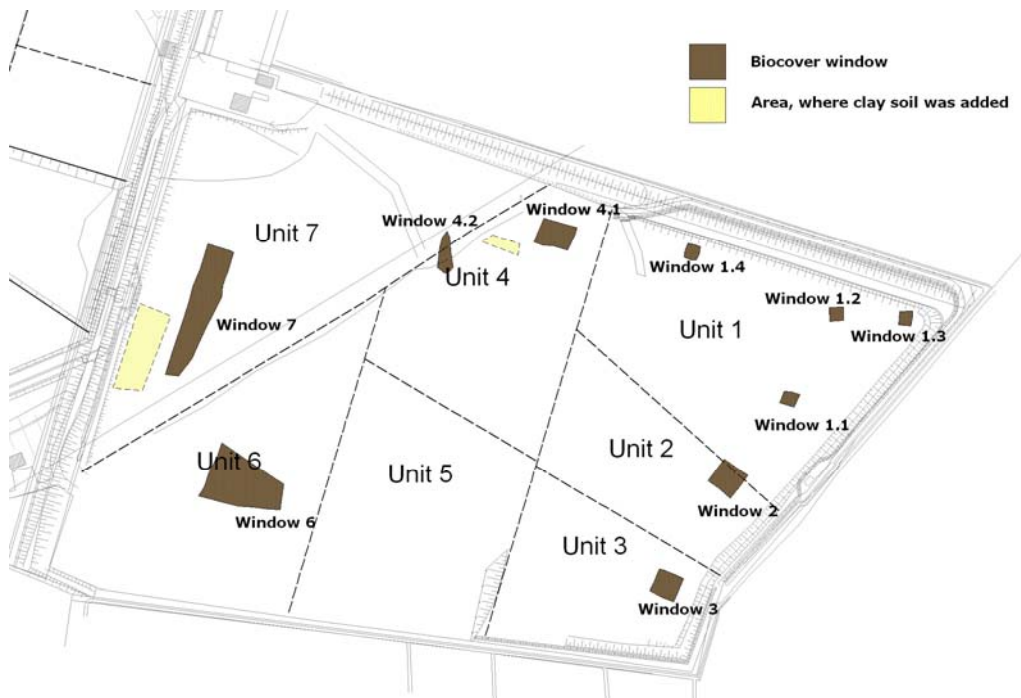 Biocover window
Area, where clay soil was added
Window 4.2
Window 4.1
Unit 7
Window 1.4
Unit 4
Window 1.2
Window 7
Unit 1
Window 1.3
Window 1.1
Unit 2
Unit 6
Unit 5
Window 2
Window 6
Unit 3
Window 3